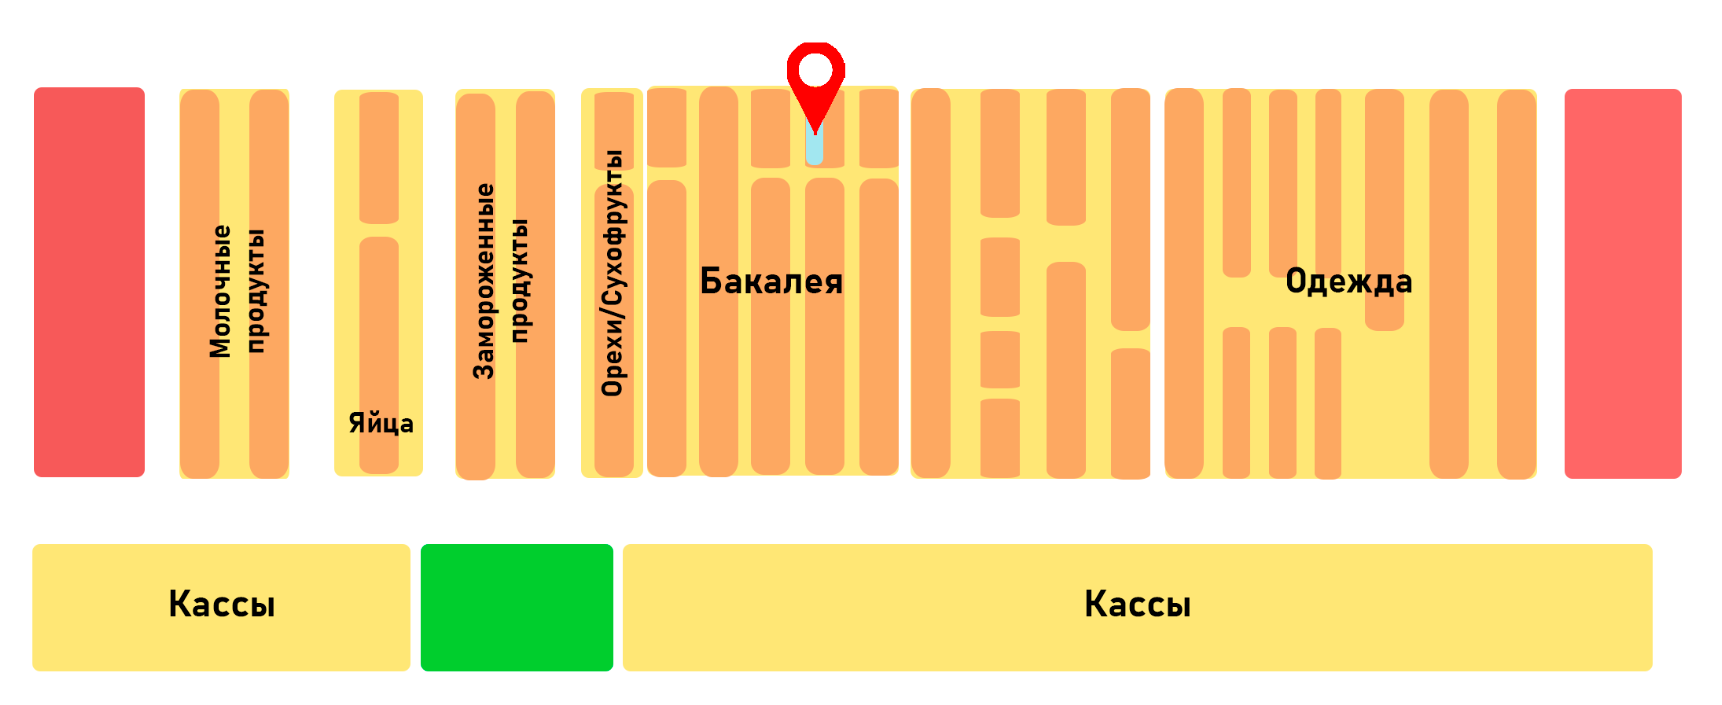 Молочные
продукты
Яйца
Замороженные
продукты
Орехи/Сухофрукты
Бакалея
Одежда
Кассы
Кассы